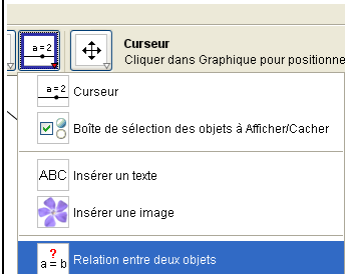 a=2
Curseur
Cliquer dans Graphique pour positionne
a=2 Curseur
Boîte de sélection des objets à Afficher/Cacher
ABC Insérer un texte
Insérer une image
?
a=b Relation entre deux objets